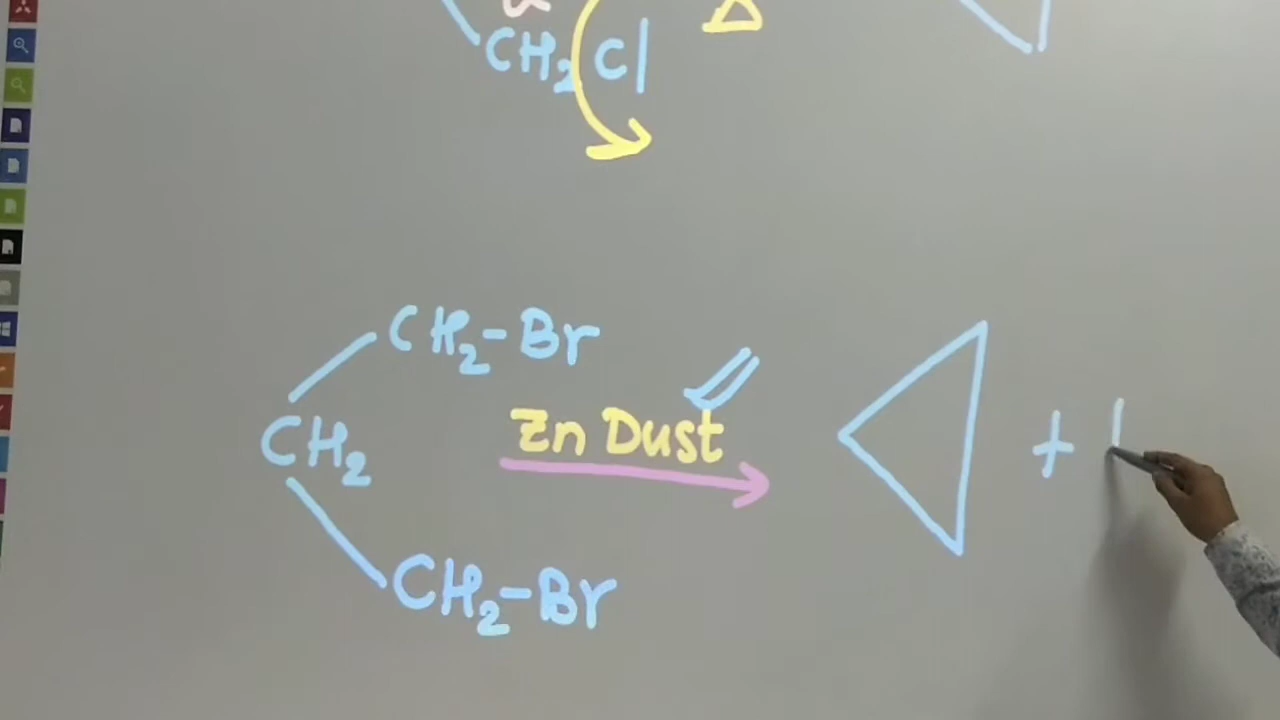 CH₂ Cl
Δ
CH₂-Br
Zn Dust
CH₂
+
CH₂-Br